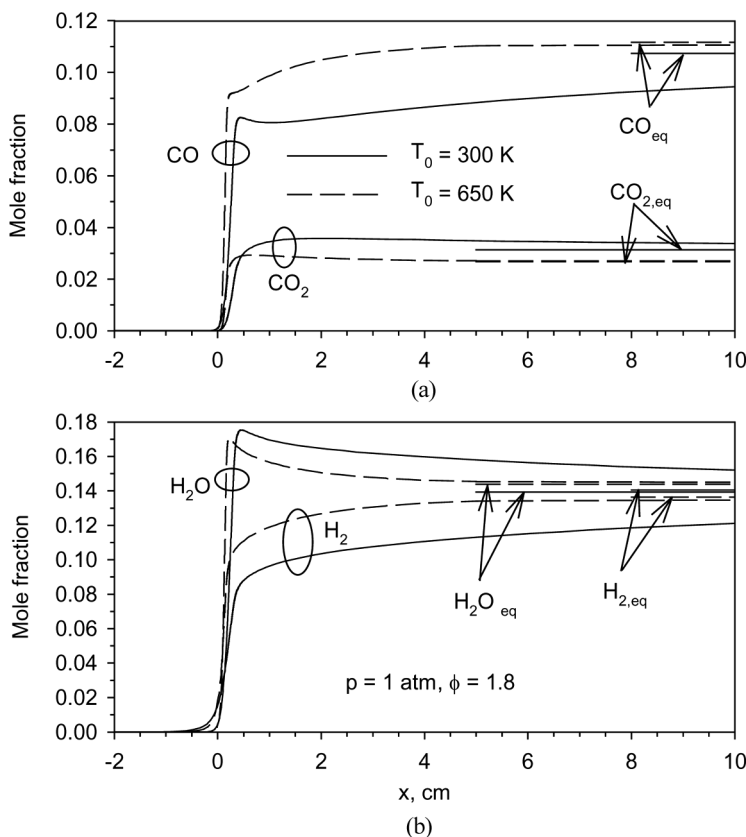 0.12
0.10
0.08
0.06
0.04
0.02
0.00
Mole fraction
CO
CO2
T0 = 300 K
T0 = 650 K
COeq
CO2,eq
-2 0 2 4 6 8 10
(a)
0.18
0.16
0.14
0.12
0.10
0.08
0.06
0.04
0.02
0.00
Mole fraction
H2O
H2
H2O eq
H2,eq
p = 1 atm, ϕ = 1.8
-2 0 2 4 6 8 10
x, cm
(b)